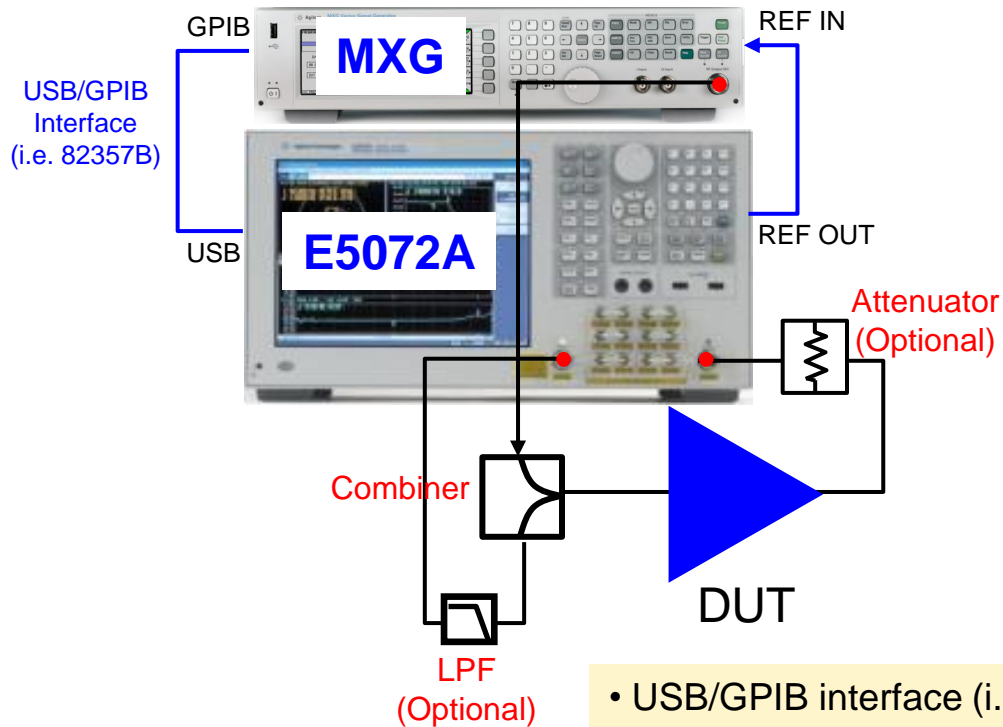 GPIB
MXG
REF IN
USB/GPIB
Interface
(i.e. 82357B)
USB
E5072A
REF OUT
Attenuator
(Optional)
Combiner
DUT
LPF
(Optional)
• USB/GPIB interface (i.